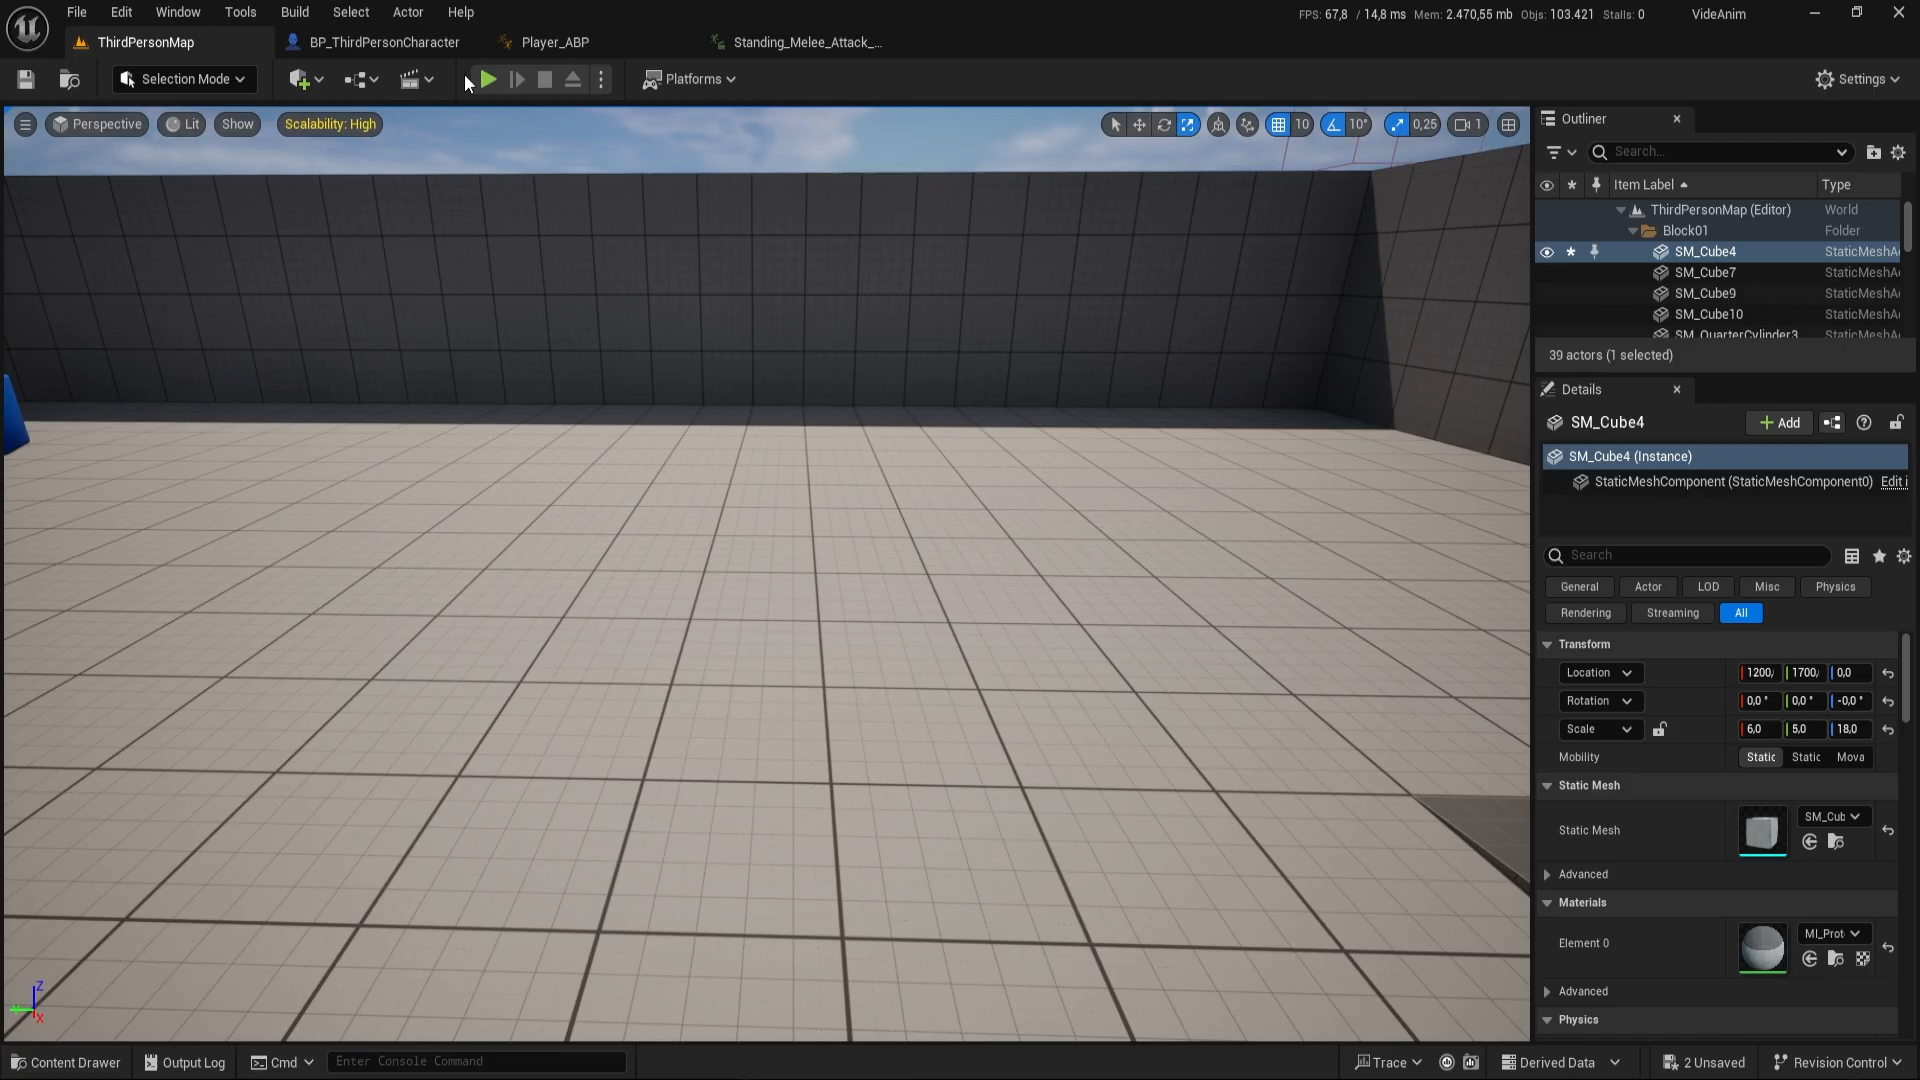 File Edit Window Tools Build Select Actor Help
FPS: 67,8 / 14,8 ms Mem: 2.470,55 mb Objs: 103.421 Stalls: 0 VideAnim
ThirdPersonMap BP_ThirdPersonCharacter Player_ABP Standing_Melee_Attack_...
Selection Mode Platforms Settings
Perspective Lit Show Scalability: High 10 10° 0,25 1
Outliner
Search...
Item Label Type
ThirdPersonMap (Editor) World
Block01 Folder
SM_Cube4 StaticMeshA
SM_Cube7 StaticMeshA
SM_Cube9 StaticMeshA
SM_Cube10 StaticMeshA
SM_QuarterCylinder3 StaticMeshA
39 actors (1 selected)
Details
SM_Cube4 + Add
SM_Cube4 (Instance)
StaticMeshComponent (StaticMeshComponent0) Edit i
Search
General Actor LOD Misc Physics
Rendering Streaming All
Transform
Location 1200, 1700, 0,0
Rotation 0,0 ° 0,0 ° -0,0 °
Scale 6,0 5,0 18,0
Mobility Static Static Mova
Static Mesh
SM_Cub
Static Mesh
Advanced
Materials
MI_Prot
Element 0
Advanced
Physics
Z
X
Content Drawer Output Log Cmd Enter Console Command Trace Derived Data 2 Unsaved Revision Control